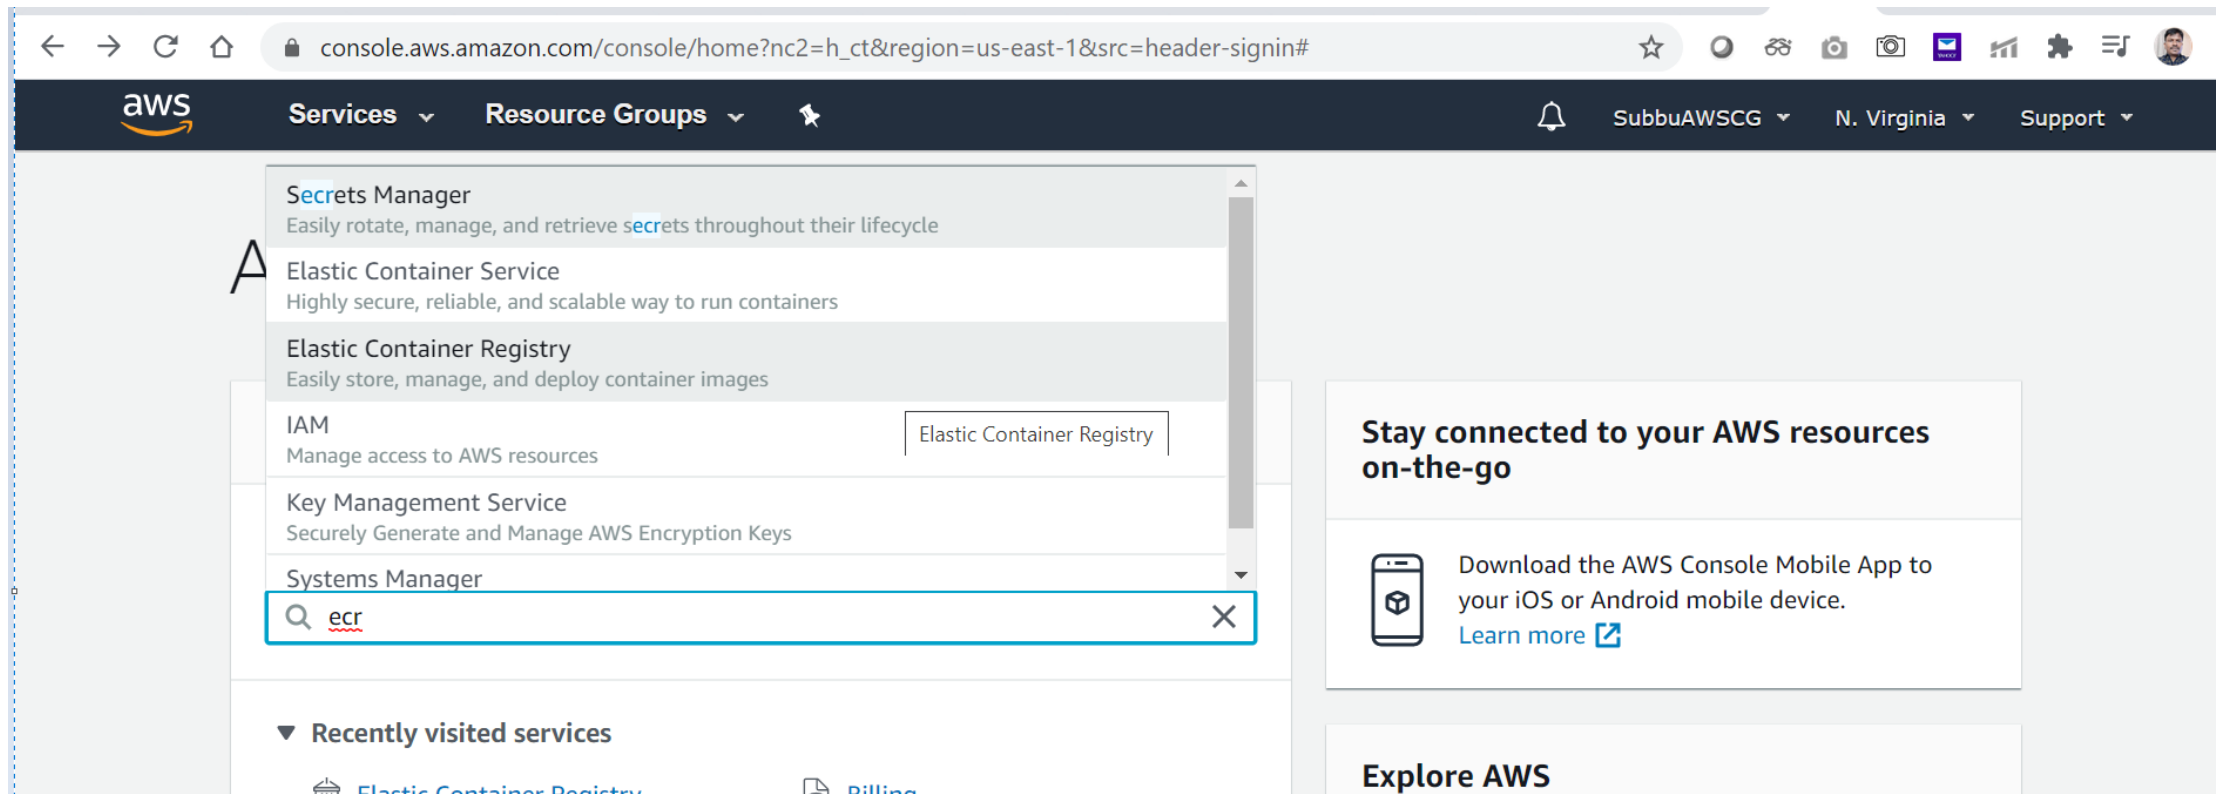 console.aws.amazon.com/console/home?nc2=h_ct&region=us-east-1&src=header-signin#
aws
Services
Resource Groups
SubbuAWSCG
N. Virginia
Support
A
Secrets Manager
Easily rotate, manage, and retrieve secrets throughout their lifecycle
Elastic Container Service
Highly secure, reliable, and scalable way to run containers
Elastic Container Registry
Easily store, manage, and deploy container images
IAM
Manage access to AWS resources
Elastic Container Registry
Key Management Service
Securely Generate and Manage AWS Encryption Keys
Systems Manager
ecr
Recently visited services
Elastic Container Registry
Billing
Stay connected to your AWS resources
on-the-go
Download the AWS Console Mobile App to
your iOS or Android mobile device.
Learn more
Explore AWS